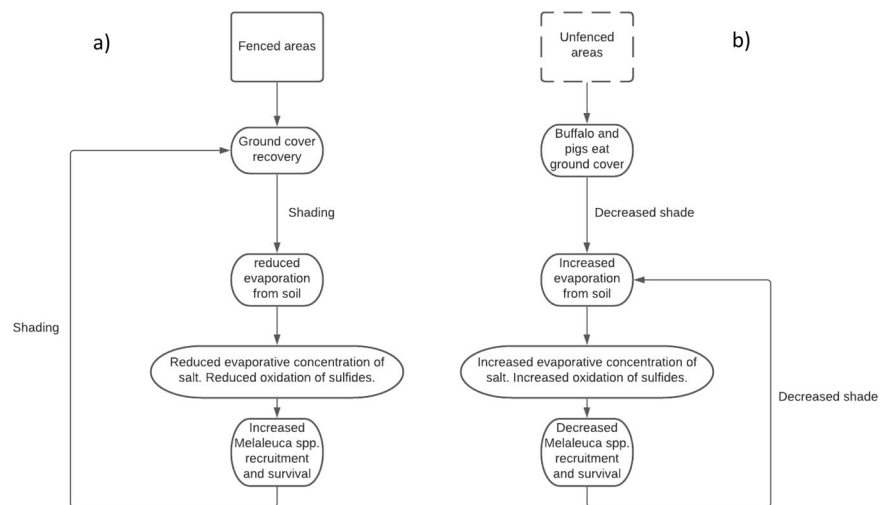 a)
Fenced areas
Ground cover
recovery
Shading
reduced
evaporation
from soil
Shading
Reduced evaporative concentration of
salt. Reduced oxidation of sulfides.
Increased
Melaleuca spp.
recruitment
and survival
b)
Unfenced
areas
Buffalo and
pigs eat
ground cover
Decreased shade
Increased
evaporation
from soil
Increased evaporative concentration of
salt. Increased oxidation of sulfides.
Decreased shade
Decreased
Melaleuca spp.
recruitment
and survival